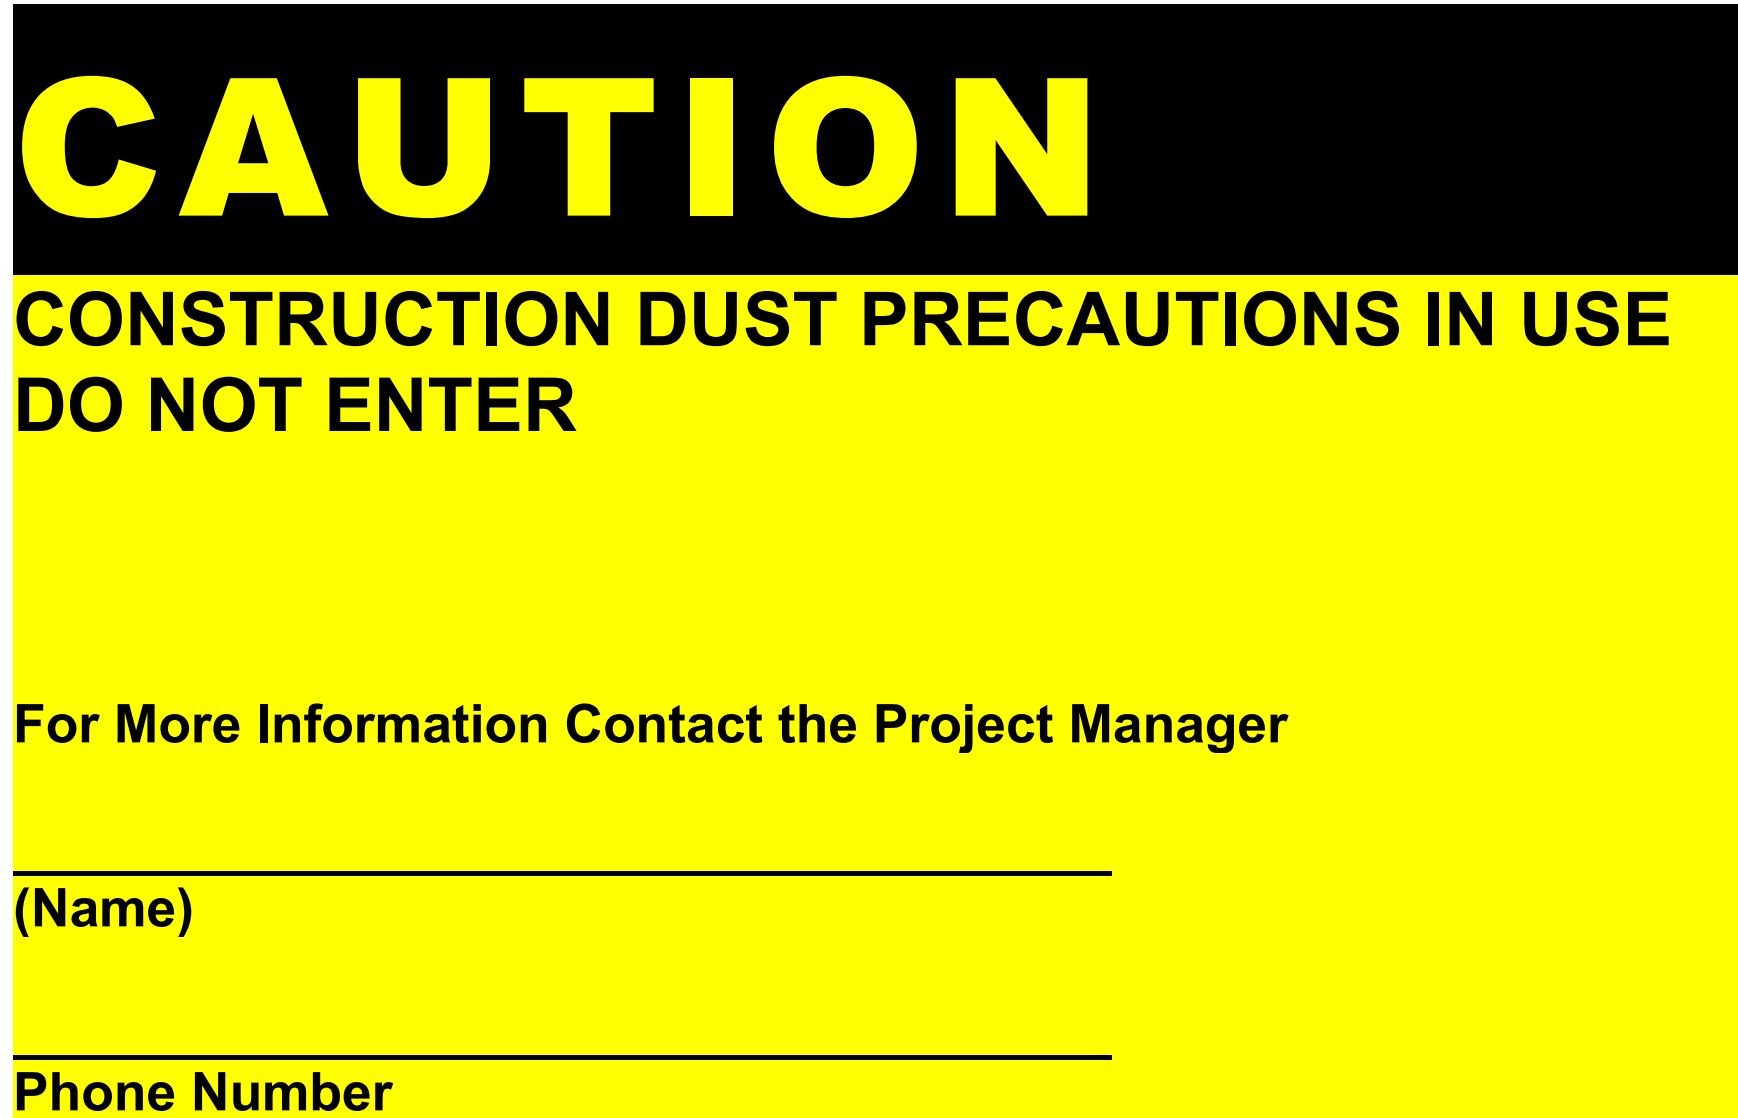 CAUTION
CONSTRUCTION DUST PRECAUTIONS IN USE
DO NOT ENTER
For More Information Contact the Project Manager
(Name)
Phone Number